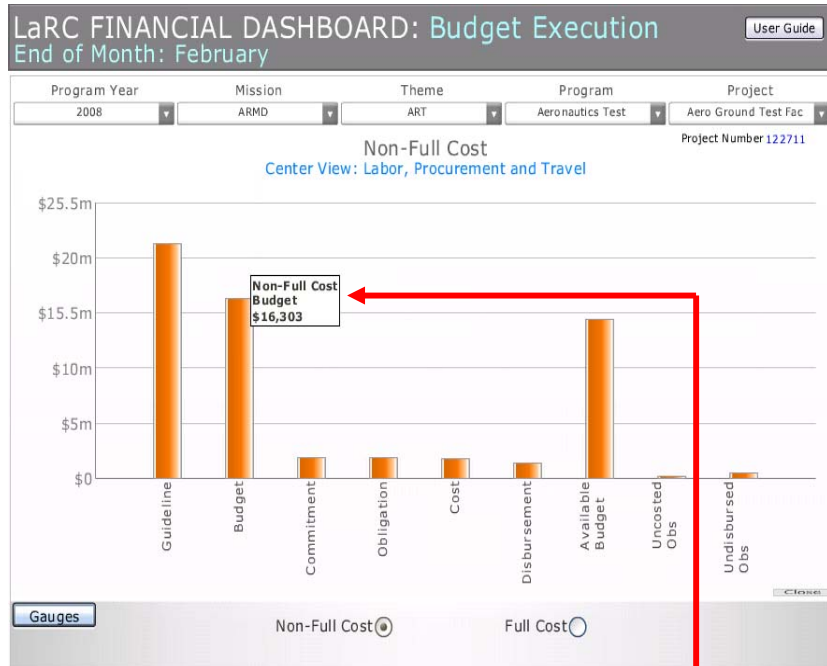 LaRC FINANCIAL DASHBOARD: Budget Execution
User Guide
End of Month: February
Program Year
Mission
Theme
Program
Project
2008
ARMD
ART
Aeronautics Test
Aero Ground Test Fac
Project Number 122711
Non-Full Cost
Center View: Labor, Procurement and Travel
$25.5m
$20m
$15.5m
$10m
$5m
$0
Non-Full Cost
Budget
$16,303
Guideline
Budget
Commitment
Obligation
Cost
Disbursement
Available
Budget
Uncosted
Obs
Undisbursed
Obs
Close
Gauges
Non-Full Cost
Full Cost